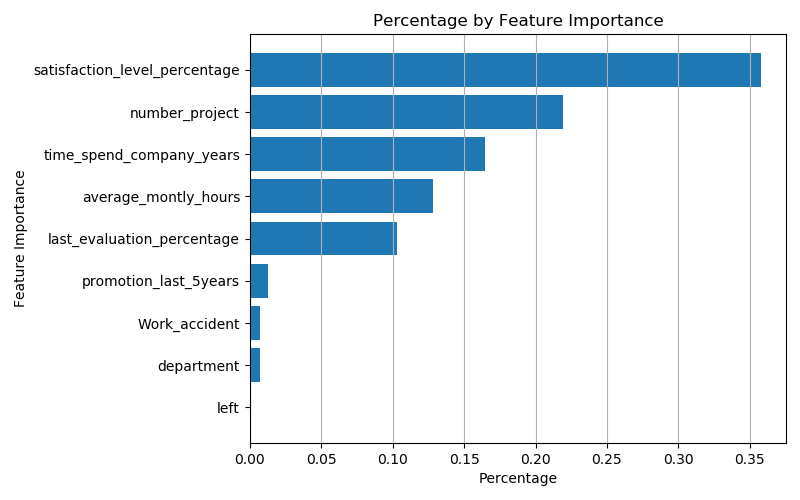 Percentage by Feature Importance
satisfaction_level_percentage
number_project
time_spend_company_years
average_montly_hours
last_evaluation_percentage
promotion_last_5years
Work_accident
department
left
Feature Importance
0.00 0.05 0.10 0.15 0.20 0.25 0.30 0.35
Percentage